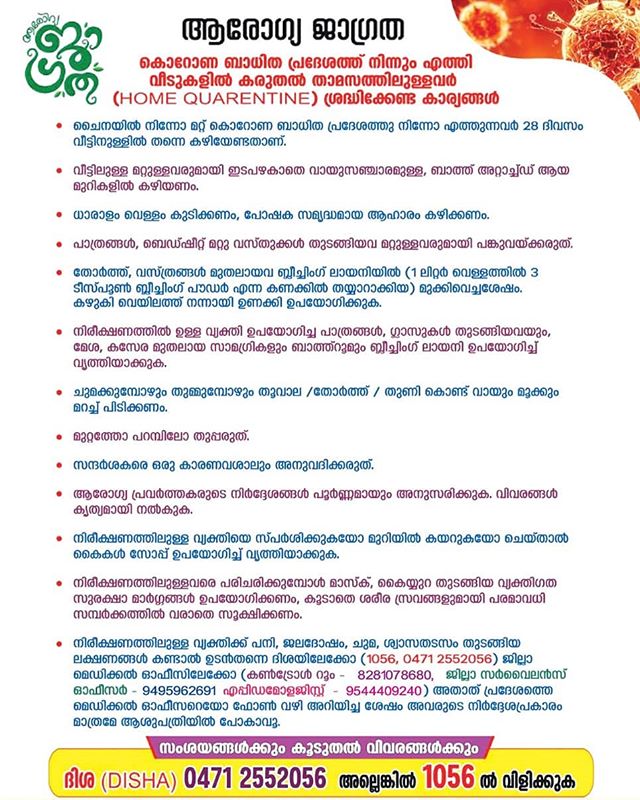 ആരോഗ്യ
ജാഗ്രത
ആരോഗ്യ ജാഗ്രത
കൊറോണ ബാധിത പ്രദേശത്ത് നിന്നും എത്തി
വീടുകളിൽ കരുതൽ താമസത്തിലുള്ളവർ
(HOME QUARENTINE) ശ്രദ്ധിക്കേണ്ട കാര്യങ്ങൾ
• ചൈനയിൽ നിന്നോ മറ്റ് കൊറോണ ബാധിത പ്രദേശത്തു നിന്നോ എത്തുന്നവർ 28 ദിവസം
വീട്ടിനുള്ളിൽ തന്നെ കഴിയേണ്ടതാണ്.
• വീട്ടിലുള്ള മറ്റുള്ളവരുമായി ഇടപഴകാതെ വായുസഞ്ചാരമുള്ള, ബാത്ത് അറ്റാച്ച്ഡ് ആയ
മുറികളിൽ കഴിയണം.
• ധാരാളം വെള്ളം കുടിക്കണം, പോഷക സമൃദ്ധമായ ആഹാരം കഴിക്കണം.
• പാത്രങ്ങൾ, ബെഡ്ഷീറ്റ് മറ്റു വസ്തുക്കൾ തുടങ്ങിയവ മറ്റുള്ളവരുമായി പങ്കുവയ്ക്കരുത്.
• തോർത്ത്, വസ്ത്രങ്ങൾ മുതലായവ ബ്ലീച്ചിംഗ് ലായനിയിൽ (1 ലിറ്റർ വെള്ളത്തിൽ 3
ടീസ്പൂൺ ബ്ലീച്ചിംഗ് പൗഡർ എന്ന കണക്കിൽ തയ്യാറാക്കിയ) മുക്കിവെച്ചശേഷം.
കഴുകി വെയിലത്ത് നന്നായി ഉണക്കി ഉപയോഗിക്കുക.
• നിരീക്ഷണത്തിൽ ഉള്ള വ്യക്തി ഉപയോഗിച്ച പാത്രങ്ങൾ, ഗ്ലാസുകൾ തുടങ്ങിയവയും,
മേശ, കസേര മുതലായ സാമഗ്രികളും ബാത്ത്റൂമും ബ്ലീച്ചിംഗ് ലായനി ഉപയോഗിച്ച്
വൃത്തിയാക്കുക.
• ചുമക്കുമ്പോഴും തുമ്മുമ്പോഴും തൂവാല /തോർത്ത് / തുണി കൊണ്ട് വായും മൂക്കും
മറച്ച് പിടിക്കണം.
• മുറ്റത്തോ പറമ്പിലോ തുപ്പരുത്.
• സന്ദർശകരെ ഒരു കാരണവശാലും അനുവദിക്കരുത്.
• ആരോഗ്യ പ്രവർത്തകരുടെ നിർദ്ദേശങ്ങൾ പൂർണ്ണമായും അനുസരിക്കുക. വിവരങ്ങൾ
കൃത്യമായി നൽകുക.
• നിരീക്ഷണത്തിലുള്ള വ്യക്തിയെ സ്പർശിക്കുകയോ മുറിയിൽ കയറുകയോ ചെയ്താൽ
കൈകൾ സോപ്പ് ഉപയോഗിച്ച് വൃത്തിയാക്കുക.
• നിരീക്ഷണത്തിലുള്ളവരെ പരിചരിക്കുമ്പോൾ മാസ്ക്, കൈയ്യുറ തുടങ്ങിയ വ്യക്തിഗത
സുരക്ഷാ മാർഗ്ഗങ്ങൾ ഉപയോഗിക്കണം, കൂടാതെ ശരീര സ്രവങ്ങളുമായി പരമാവധി
സമ്പർക്കത്തിൽ വരാതെ സൂക്ഷിക്കണം.
• നിരീക്ഷണത്തിലുള്ള വ്യക്തിക്ക് പനി, ജലദോഷം, ചുമ, ശ്വാസതടസം തുടങ്ങിയ
ലക്ഷണങ്ങൾ കണ്ടാൽ ഉടൻതന്നെ ദിശയിലേക്കോ (1056, 0471 2552056) ജില്ലാ
മെഡിക്കൽ ഓഫീസിലേക്കോ (കൺട്രോൾ റൂം - 8281078680, ജില്ലാ സർവൈലൻസ്
ഓഫീസർ - 9495962691 എപ്പിഡമോളജിസ്റ്റ് - 9544409240) അതാത് പ്രദേശത്തെ
മെഡിക്കൽ ഓഫീസറെയോ ഫോൺ വഴി അറിയിച്ച ശേഷം അവരുടെ നിർദ്ദേശപ്രകാരം
മാത്രമേ ആശുപത്രിയിൽ പോകാവൂ.
സംശയങ്ങൾക്കും കൂടുതൽ വിവരങ്ങൾക്കും
ദിശ (DISHA) 0471 2552056 അല്ലെങ്കിൽ 1056 ൽ വിളിക്കുക